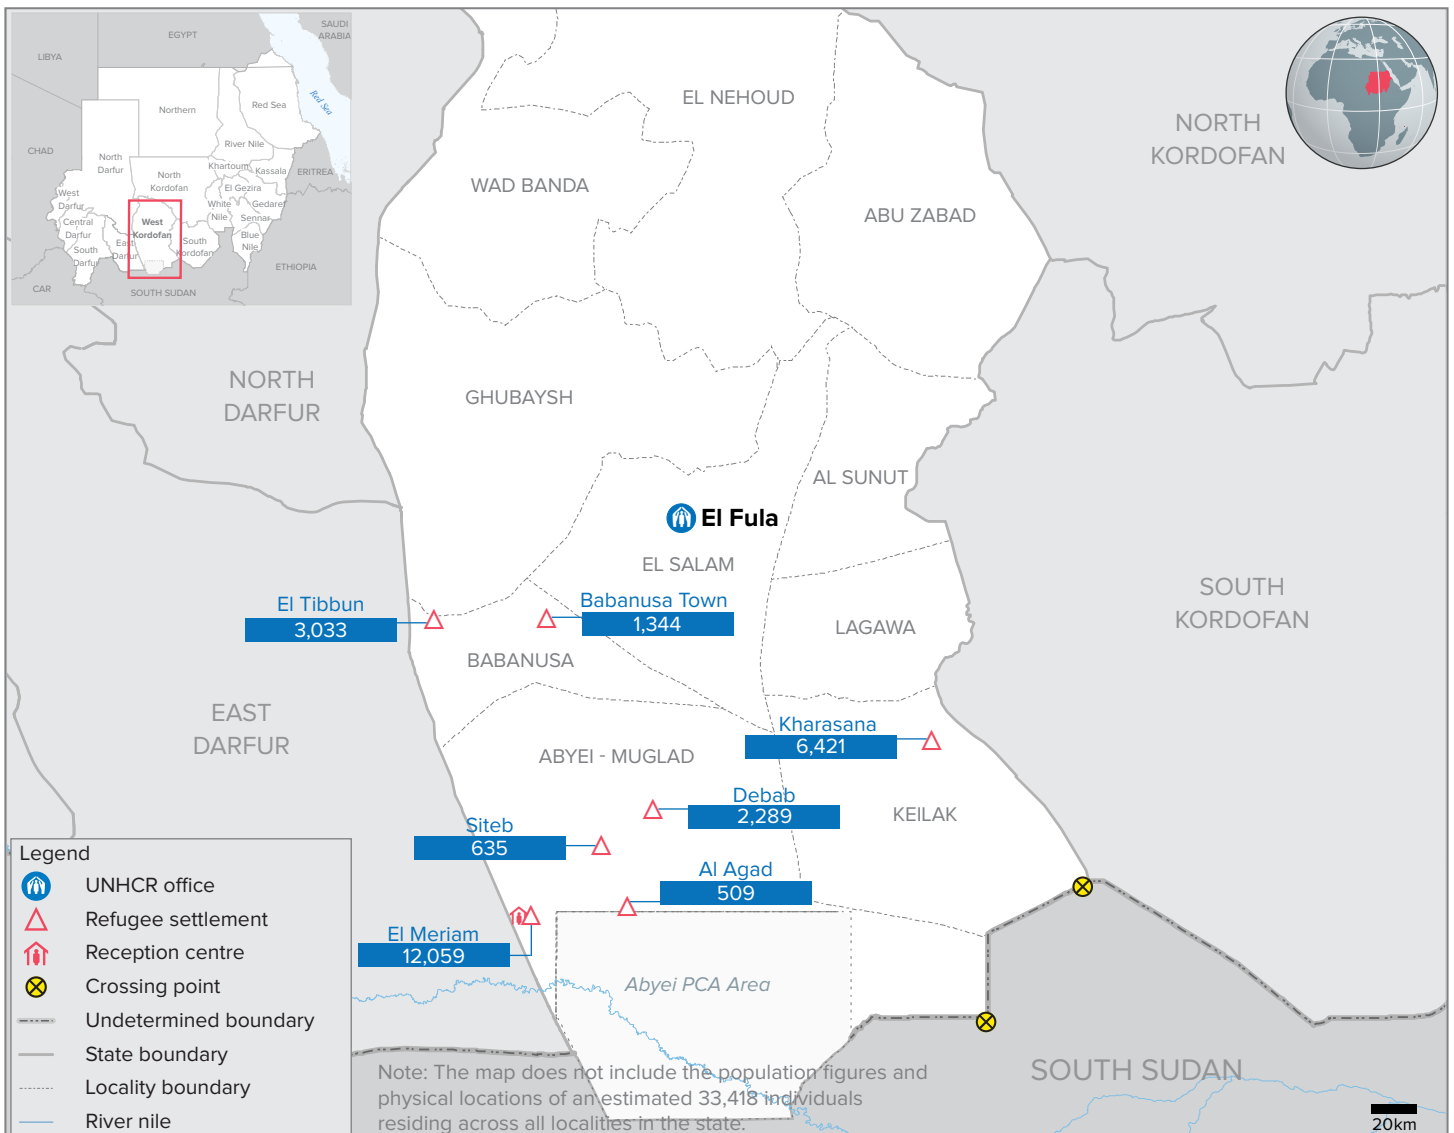 LIBYA
EGYPT
SAUDI
ARABIA
Red Sea
Northern
Red Sea
CHAD
North
Darfur
River Nile
Khartoum
Kassala
ERITREA
North
Kordofan
West
Darfur
El Gezira
White
Nile
Gedaref
Central
Darfur
West
Kordofan
Sennar
South
Darfur
East
Darfur
South
Kordofan
Blue
Nile
ETHIOPIA
CAR
SOUTH SUDAN
EL NEHOUD
NORTH
KORDOFAN
WAD BANDA
ABU ZABAD
NORTH
DARFUR
GHUBAYSH
AL SUNUT
El Fula
EL SALAM
SOUTH
KORDOFAN
El Tibbun
3,033
Babanusa Town
1,344
LAGAWA
BABANUSA
EAST
DARFUR
Kharasana
6,421
ABYEI - MUGLAD
Debab
2,289
KEILAK
Siteb
635
Al Agad
509
El Meriam
12,059
Abyei PCA Area
SOUTH SUDAN
Legend
UNHCR office
Refugee settlement
Reception centre
Crossing point
Undetermined boundary
State boundary
Locality boundary
River nile
Note: The map does not include the population figures and
physical locations of an estimated 33,418 individuals
residing across all localities in the state.
20km